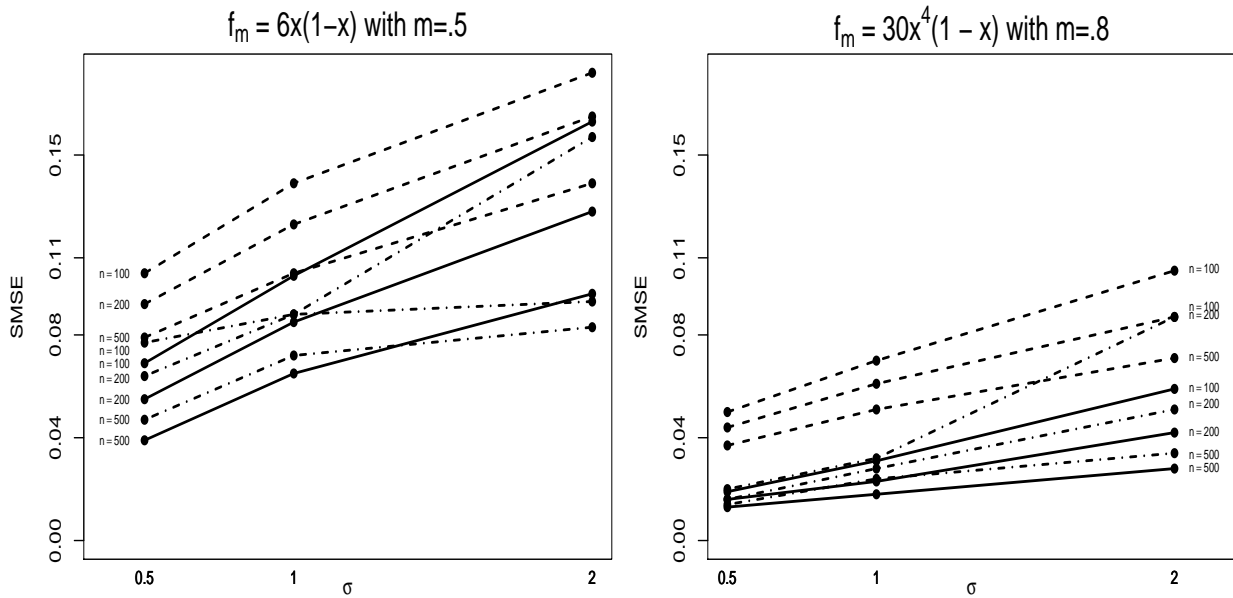 f_m = 6x(1−x) with m=.5
SMSE
0.15
0.11
0.08
0.04
0.00
n = 100
n = 200
n = 500
n = 100
n = 100
n = 200
n = 200
n = 500
n = 500
0.5
1
2
σ
f_m = 30x^4(1 − x) with m=.8
SMSE
0.15
0.11
0.08
0.04
0.00
n = 100
n = 100
n = 200
n = 500
n = 100
n = 200
n = 200
n = 500
n = 500
0.5
1
2
σ